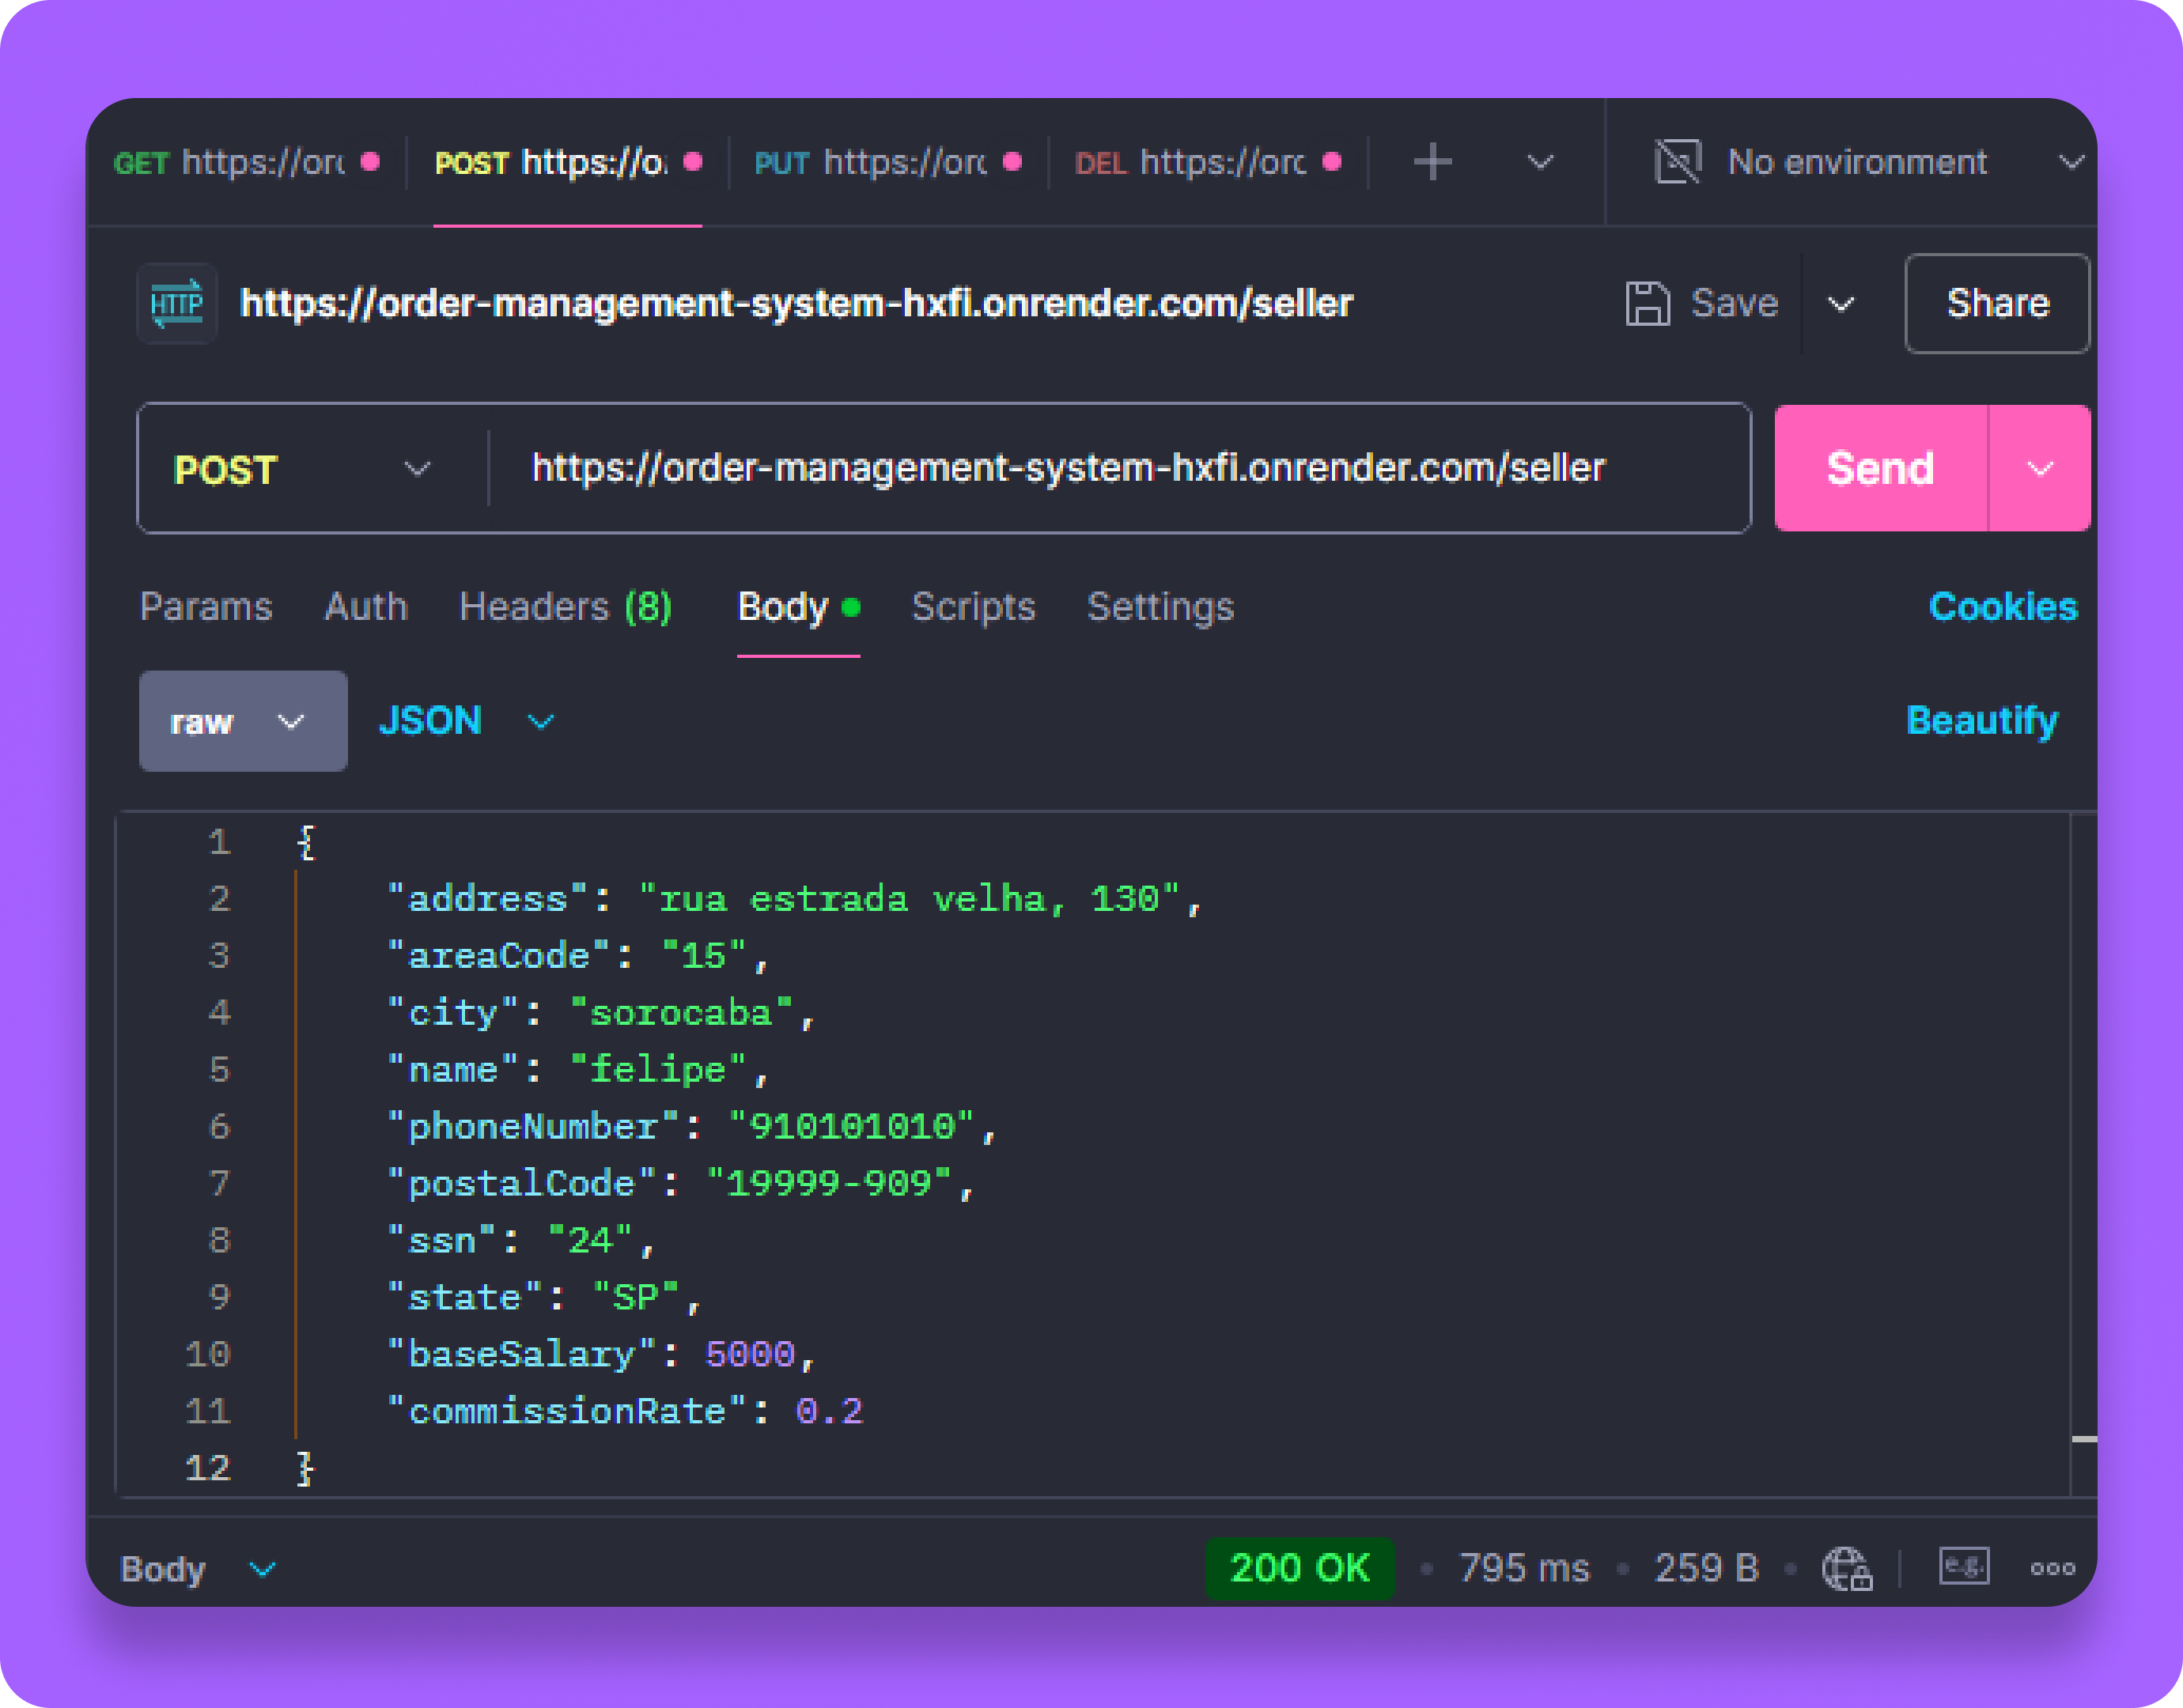 GET https://orc
POST https://o
PUT https://orc
DEL https://orc
No environment
HTTP https://order-management-system-hxfi.onrender.com/seller
Save
Share
POST https://order-management-system-hxfi.onrender.com/seller
Send
Params Auth Headers (8) Body Scripts Settings Cookies
raw JSON Beautify
1 {
2 "address": "rua estrada velha, 130",
3 "areaCode": "15",
4 "city": "sorocaba",
5 "name": "felipe",
6 "phoneNumber": "910101010",
7 "postalCode": "19999-909",
8 "ssn": "24",
9 "state": "SP",
10 "baseSalary": 5000,
11 "commissionRate": 0.2
12 }
Body 200 OK • 795 ms • 259 B • e.g.